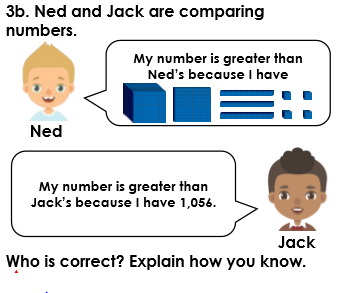 3b. Ned and Jack are comparing
numbers.
My number is greater than
Ned's because I have
Ned
My number is greater than
Jack's because I have 1,056.
Jack
Who is correct? Explain how you know.